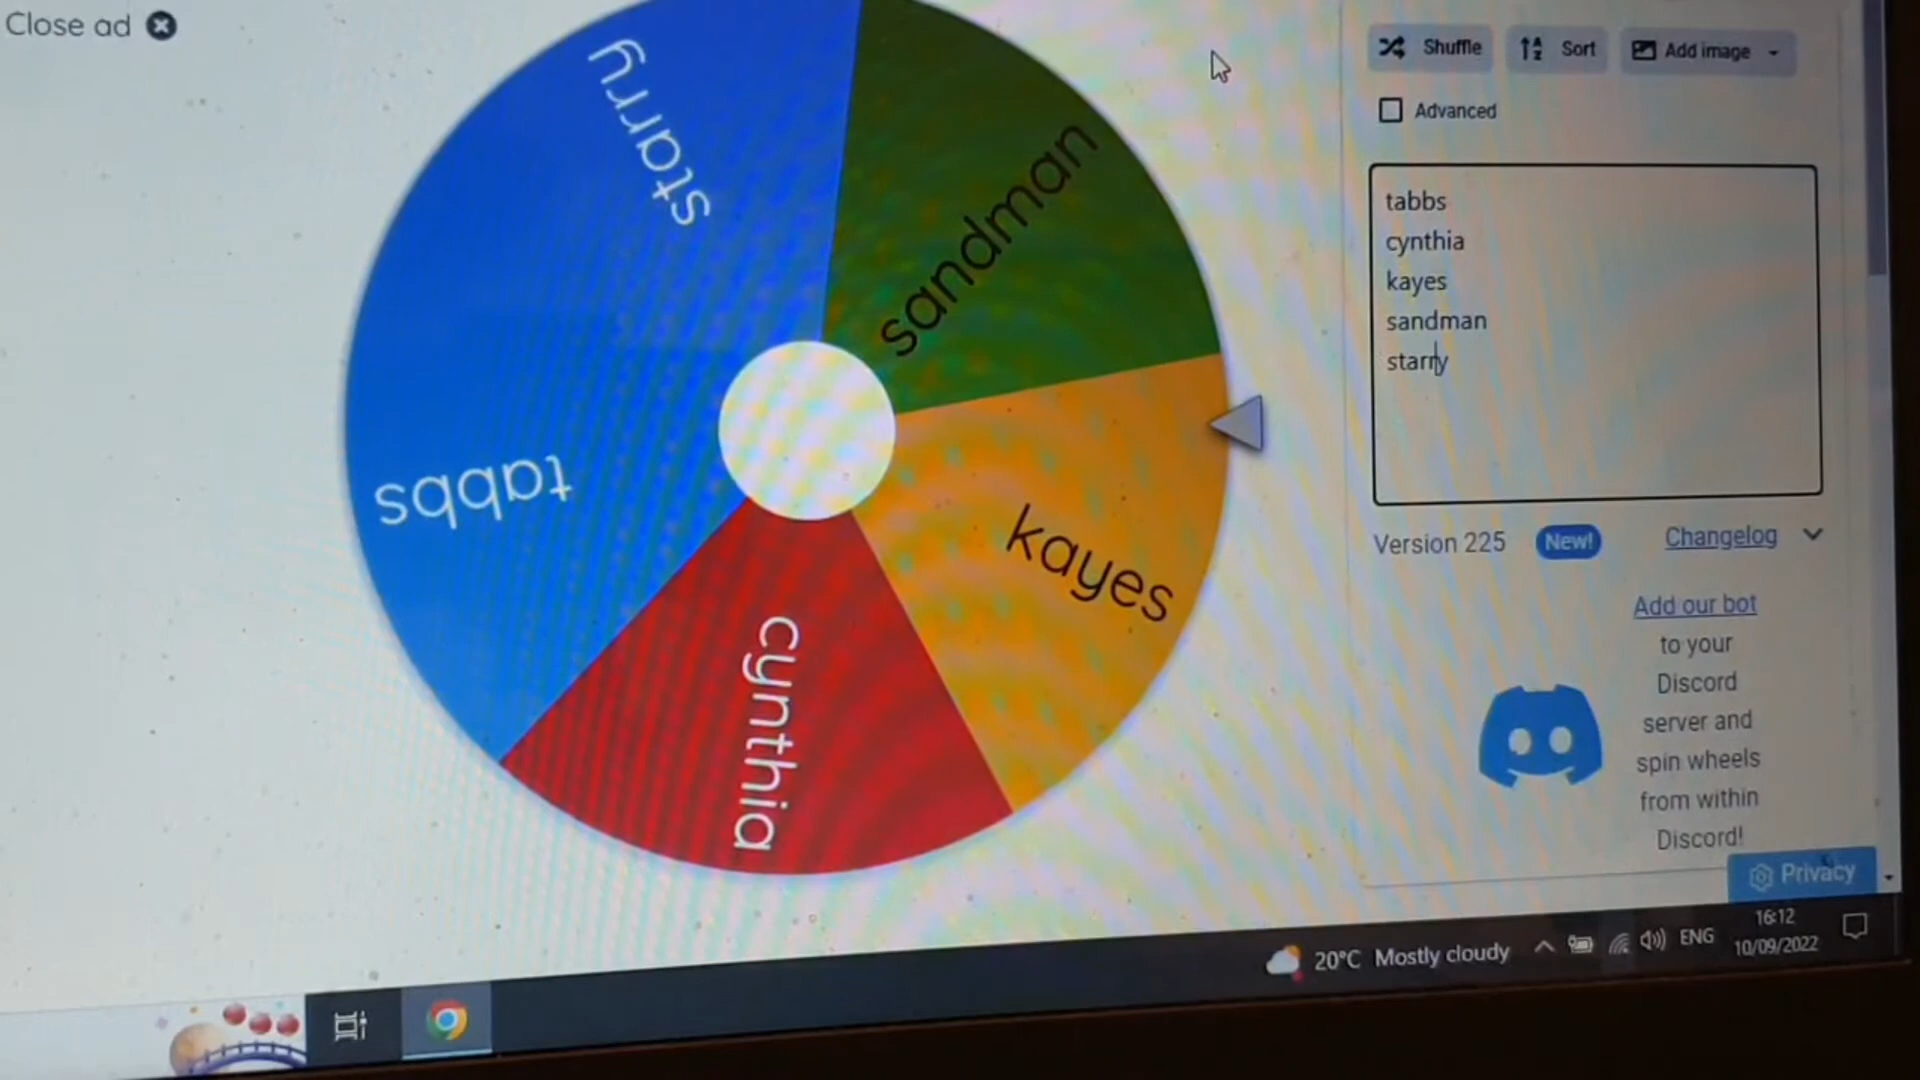 Close ad
starry
sandman
tabbs
kayes
cynthia
Shuffle
Sort
Add image
Advanced
tabbs
cynthia
kayes
sandman
starry
Version 225
New!
Changelog
Add our bot
to your
Discord
server and
spin wheels
from within
Discord!
Privacy
20°C Mostly cloudy
ENG
16:12
10/09/2022